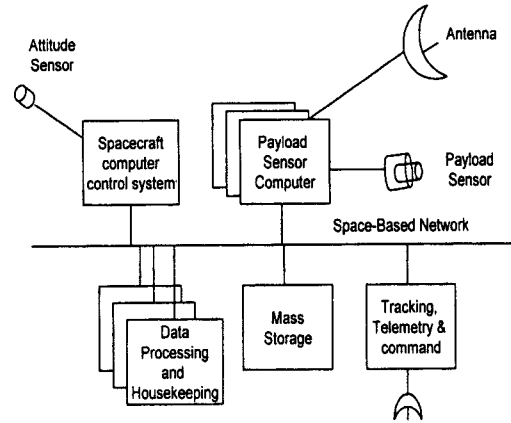 Attitude
Sensor
Antenna
Spacecraft
computer
control system
Payload
Sensor
Computer
Payload
Sensor
Space-Based Network
Data
Processing
and
Housekeeping
Mass
Storage
Tracking,
Telemetry &
command